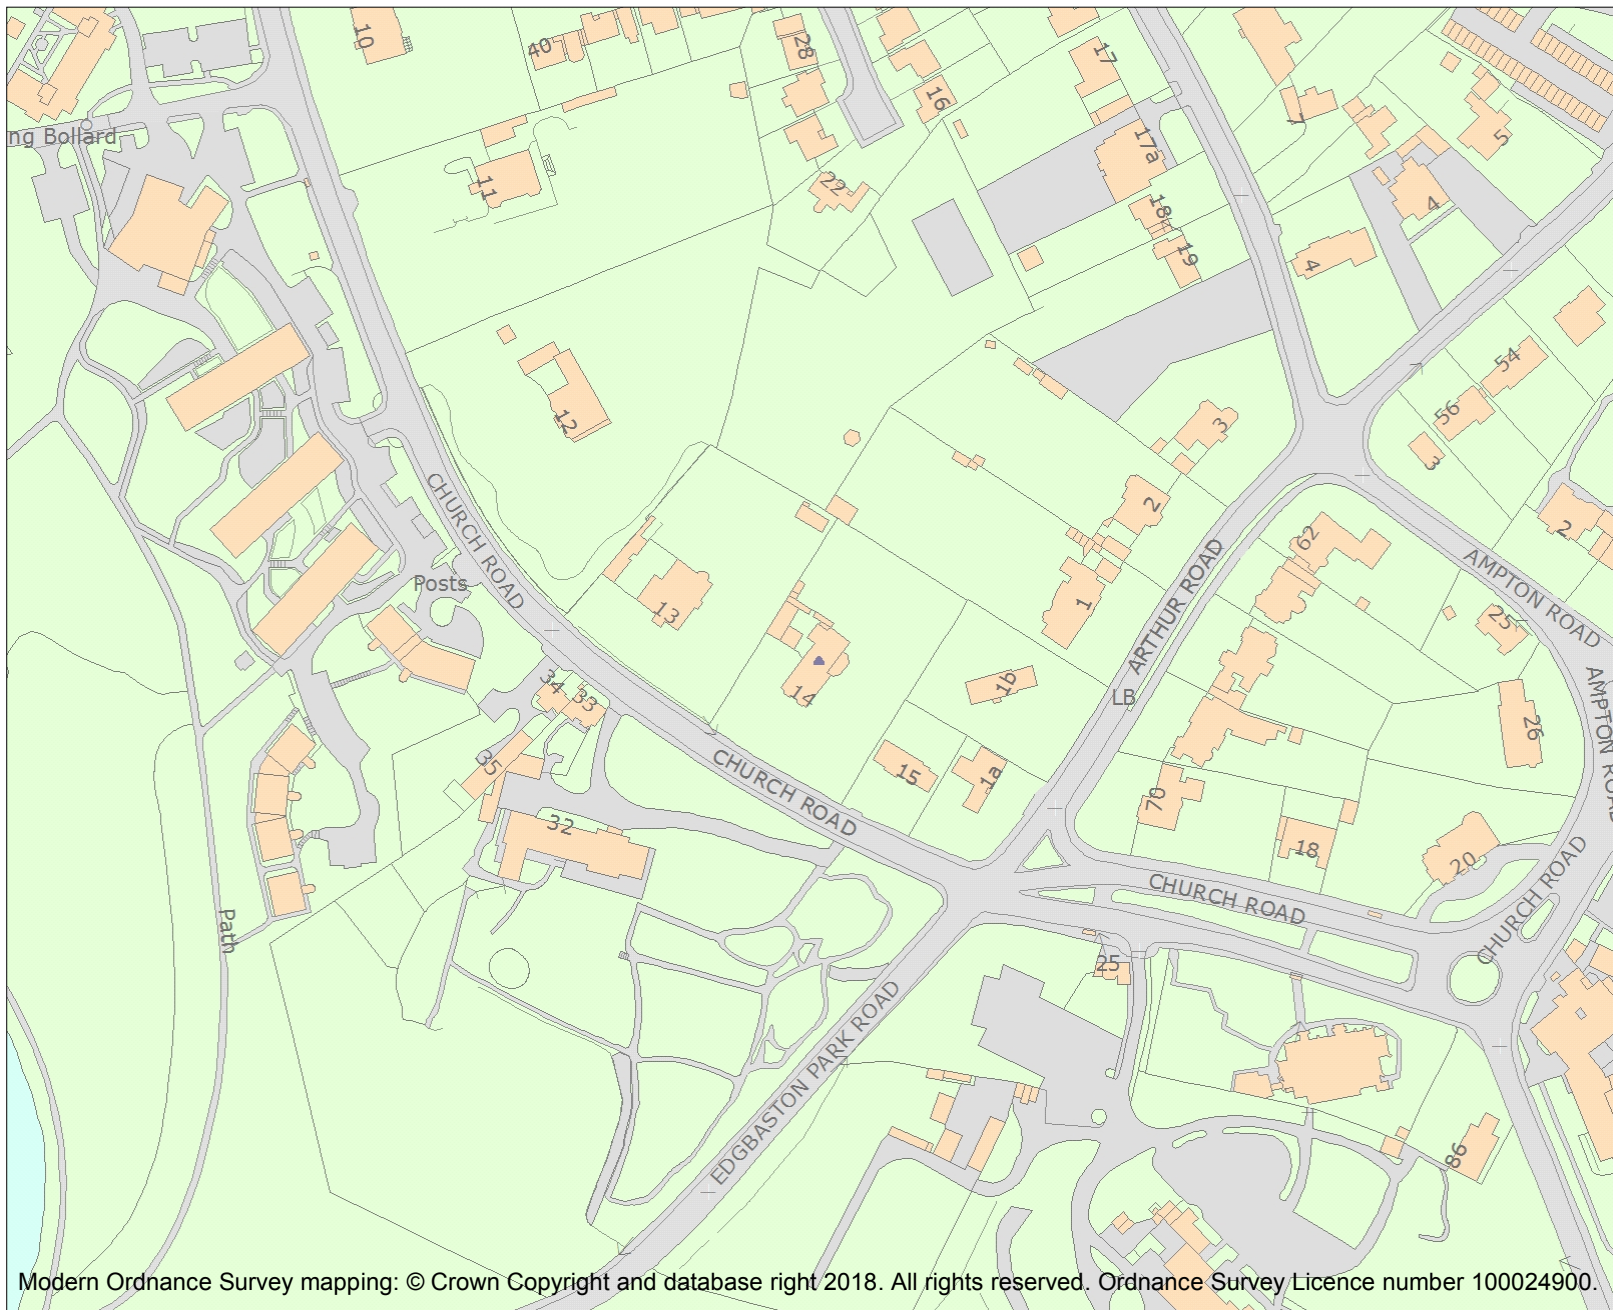 10
40
28
17
16
7
5
ng Bollard
17a
11
22
4
18
19
4
54
12
56
3
3
CHURCH ROAD
2
2
62
ARTHUR ROAD
AMPTON ROAD
Posts
13
1
25
34
33
14
1b
LB
AMPTON ROAD
26
35
CHURCH ROAD
15
1a
70
32
18
20
CHURCH ROAD
CHURCH ROAD
Path
25
EDGBASTON PARK ROAD
86
Modern Ordnance Survey mapping: © Crown Copyright and database right 2018. All rights reserved. Ordnance Survey Licence number 100024900.